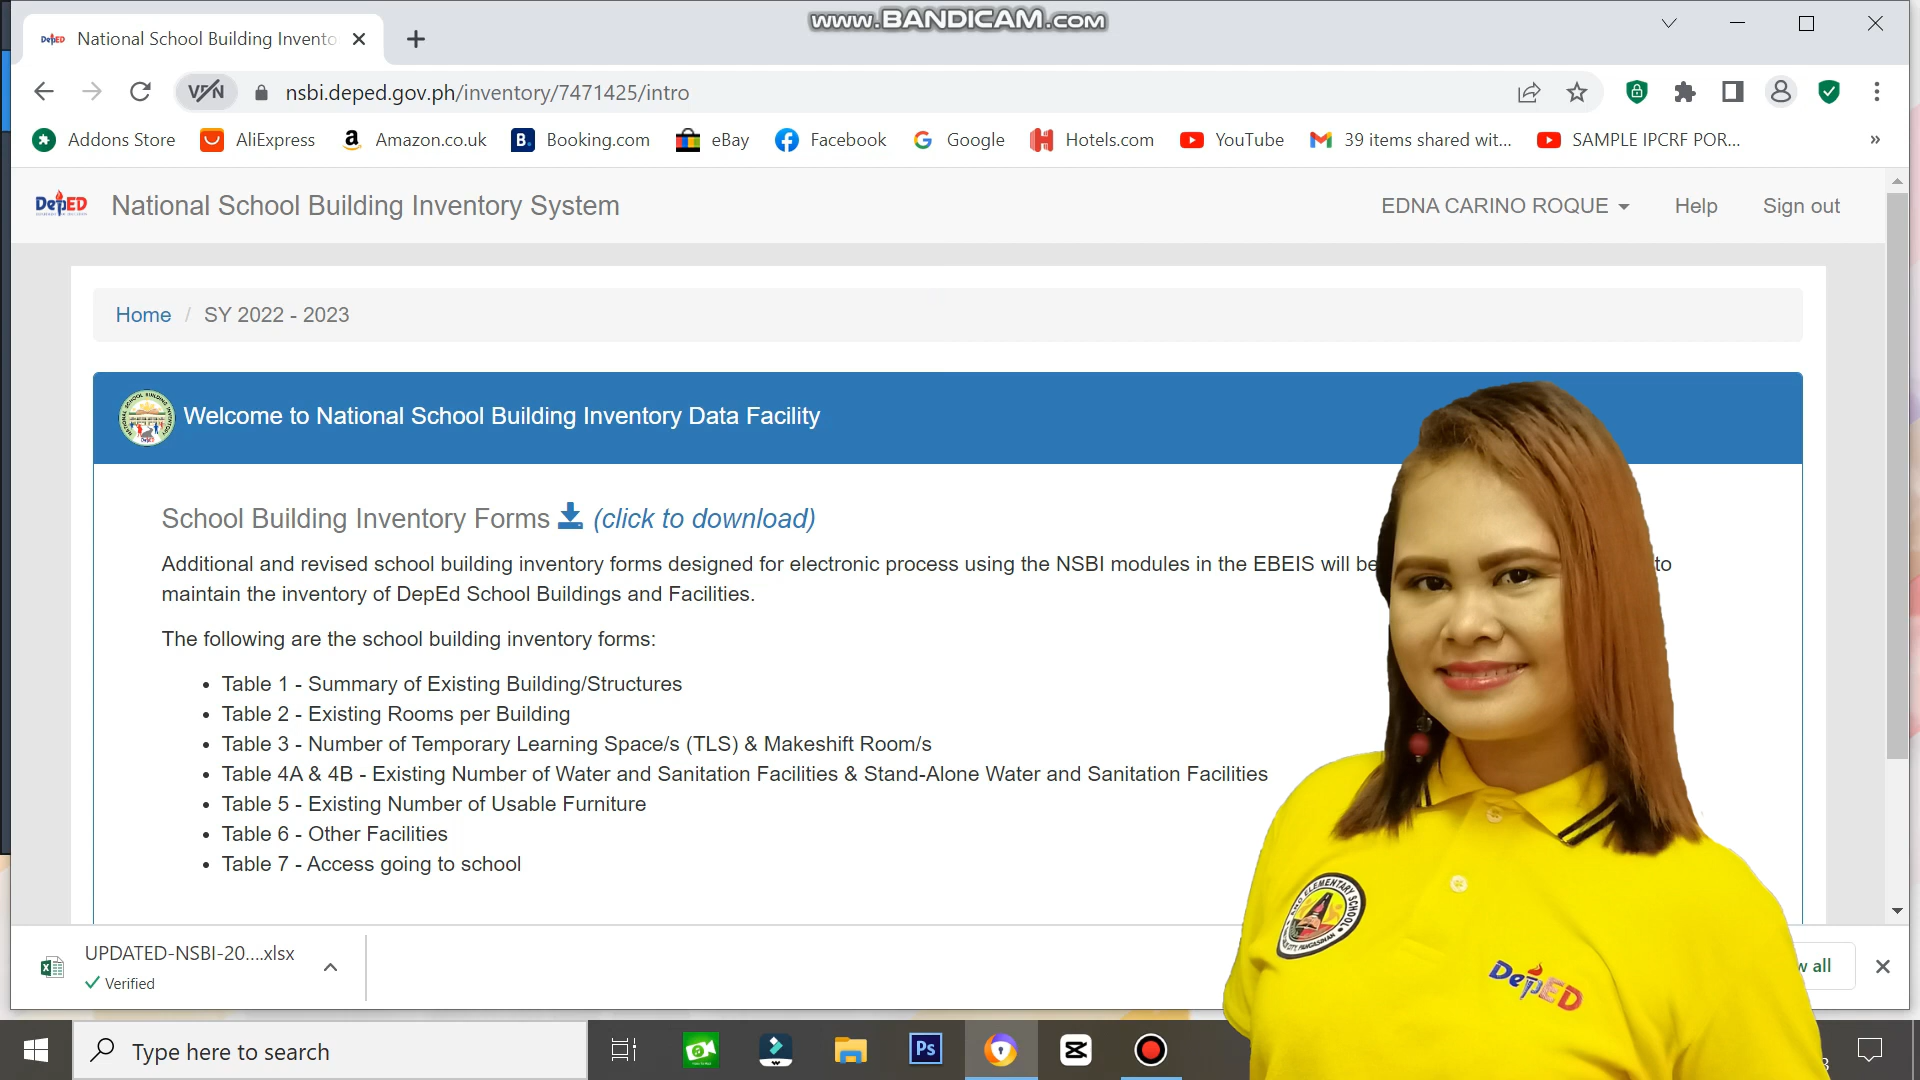 www.BANDICAM.com
DepED National School Building Invento
VPN
nsbi.deped.gov.ph/inventory/7471425/intro
Addons Store AliExpress Amazon.co.uk Booking.com eBay Facebook Google Hotels.com YouTube 39 items shared wit... SAMPLE IPCRF POR... »
DepED National School Building Inventory System EDNA CARINO ROQUE Help Sign out
Home / SY 2022 - 2023
Welcome to National School Building Inventory Data Facility
School Building Inventory Forms (click to download)
Additional and revised school building inventory forms designed for electronic process using the NSBI modules in the EBEIS will be to
maintain the inventory of DepEd School Buildings and Facilities.
The following are the school building inventory forms:
• Table 1 - Summary of Existing Building/Structures
• Table 2 - Existing Rooms per Building
• Table 3 - Number of Temporary Learning Space/s (TLS) & Makeshift Room/s
• Table 4A & 4B - Existing Number of Water and Sanitation Facilities & Stand-Alone Water and Sanitation Facilities
• Table 5 - Existing Number of Usable Furniture
• Table 6 - Other Facilities
• Table 7 - Access going to school
ELEMENTARY SCHOOL
CITY, PANGASINAN
DepED
UPDATED-NSBI-20....xlsx
Verified
all
Type here to search
Ps